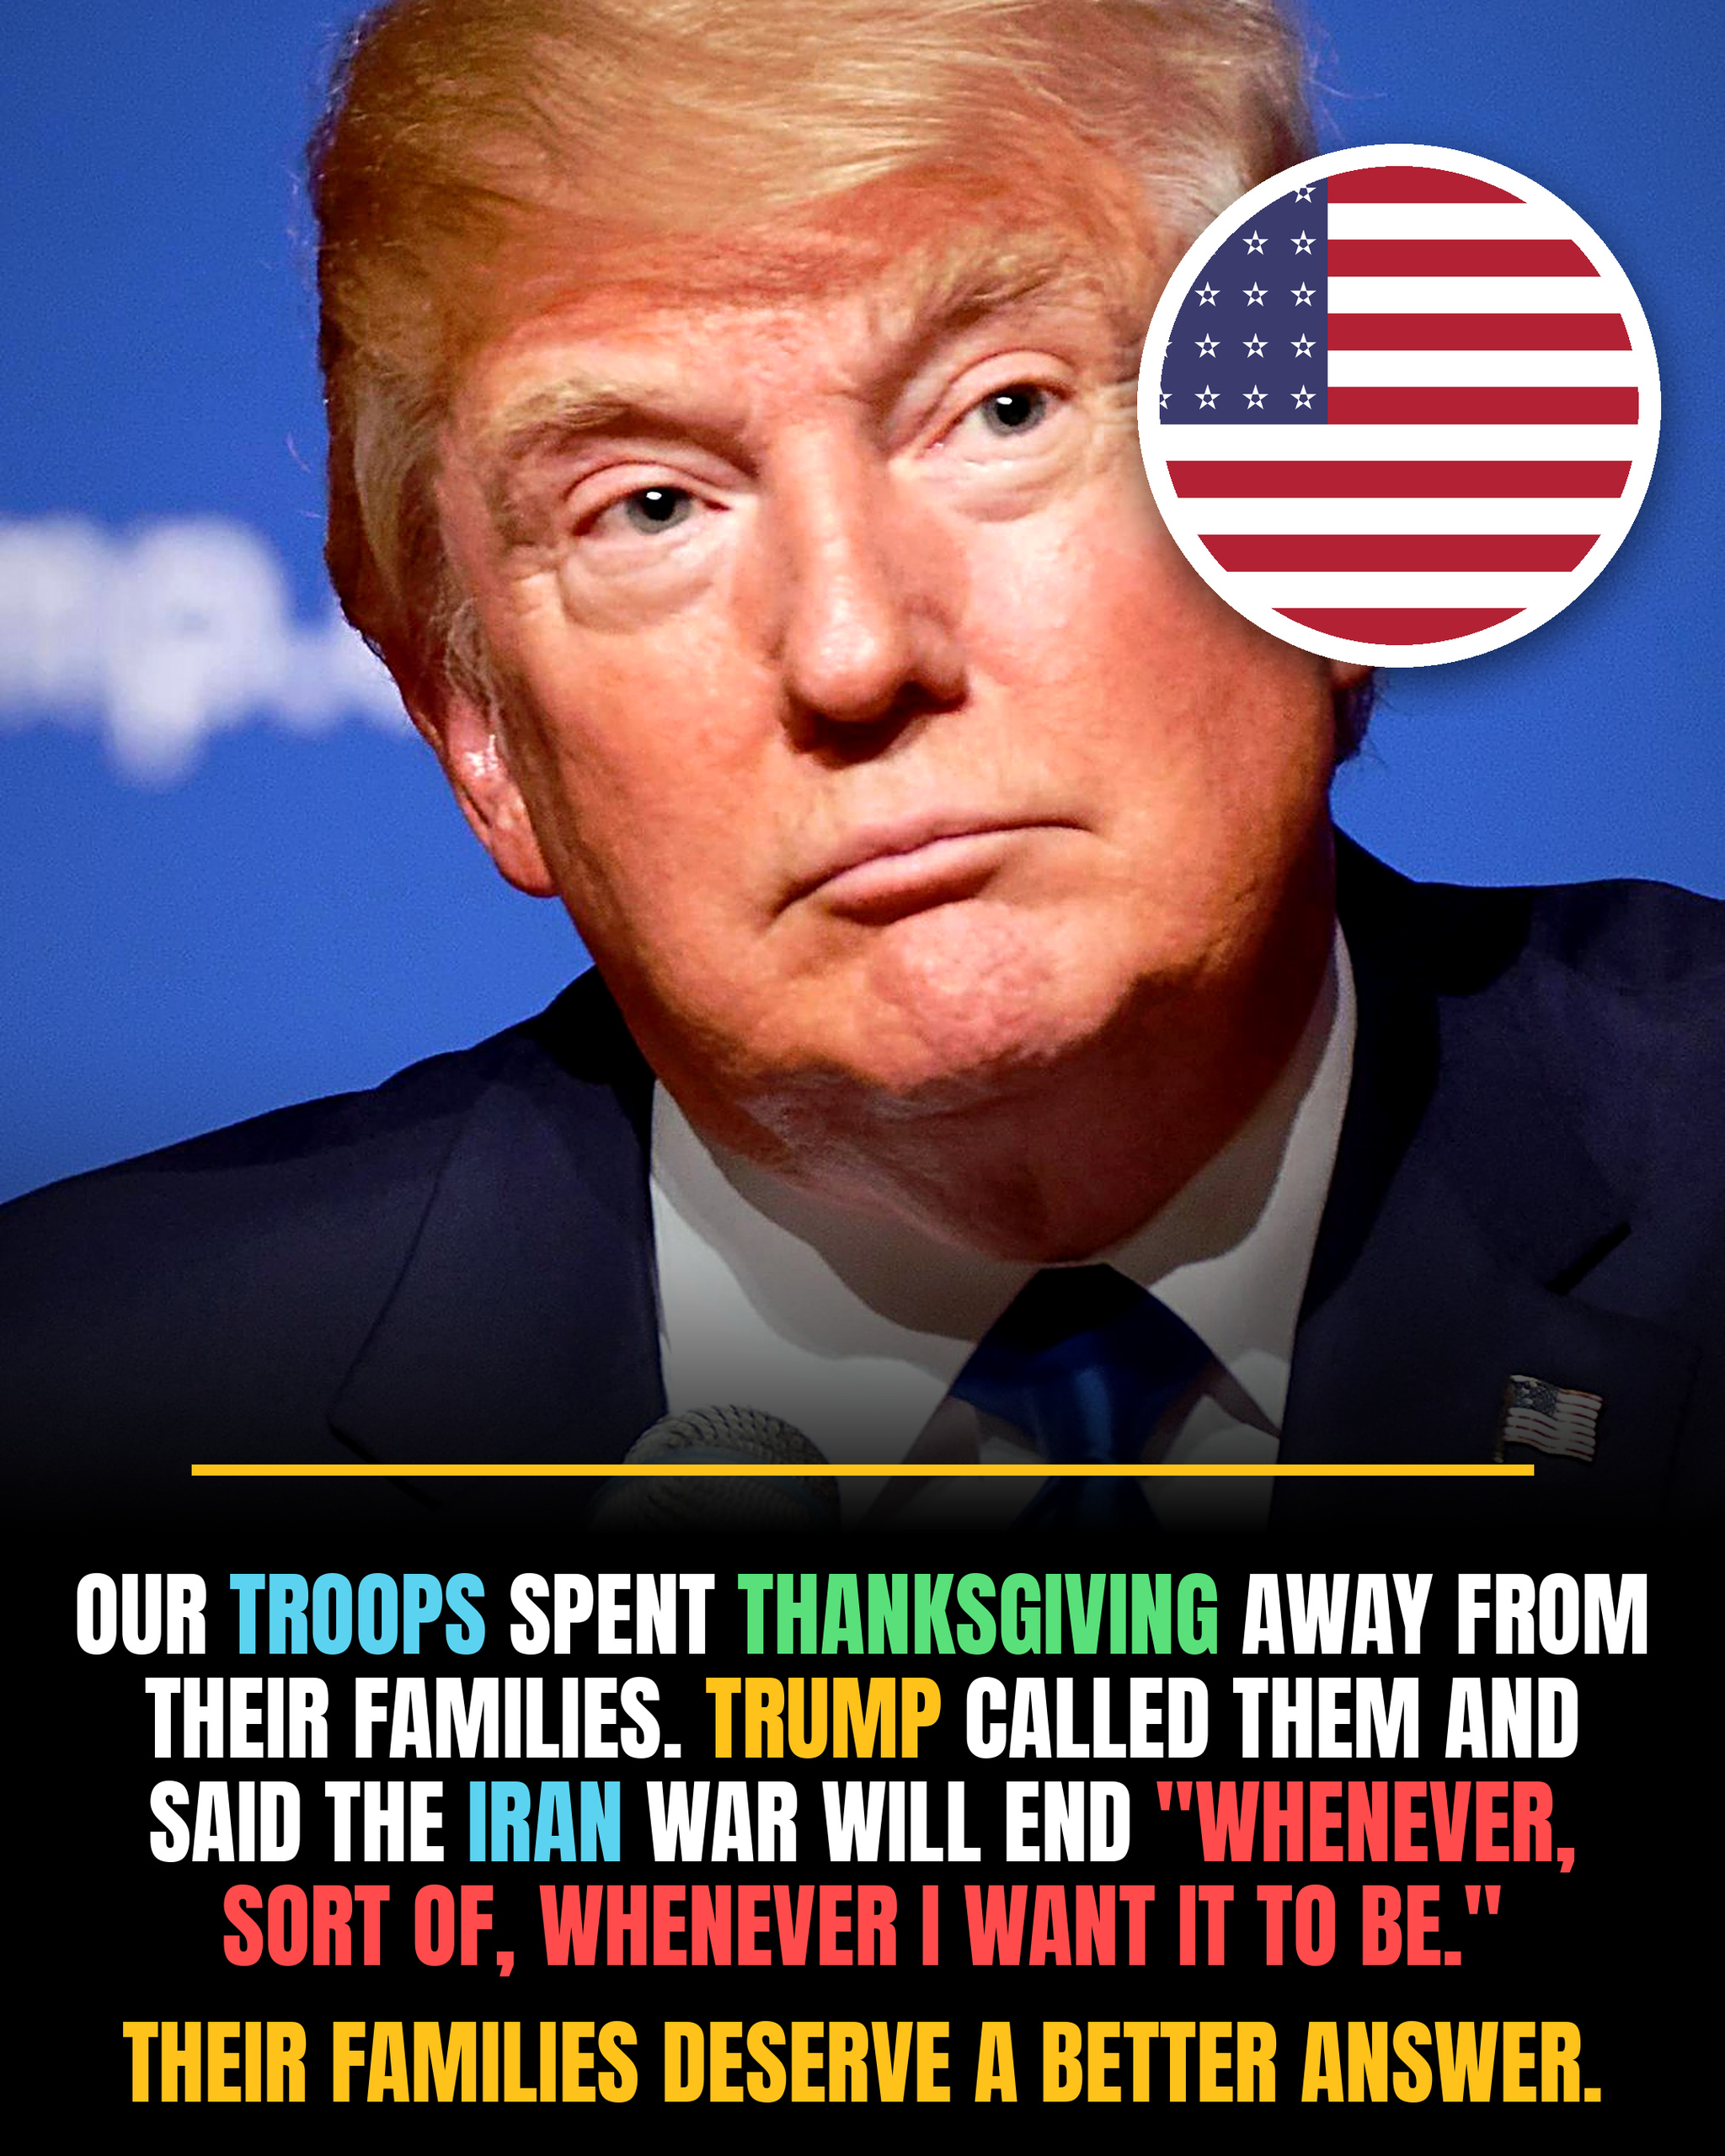 OUR TROOPS SPENT THANKSGIVING AWAY FROM
THEIR FAMILIES. TRUMP CALLED THEM AND
SAID THE IRAN WAR WILL END "WHENEVER,
SORT OF, WHENEVER I WANT IT TO BE."
THEIR FAMILIES DESERVE A BETTER ANSWER.